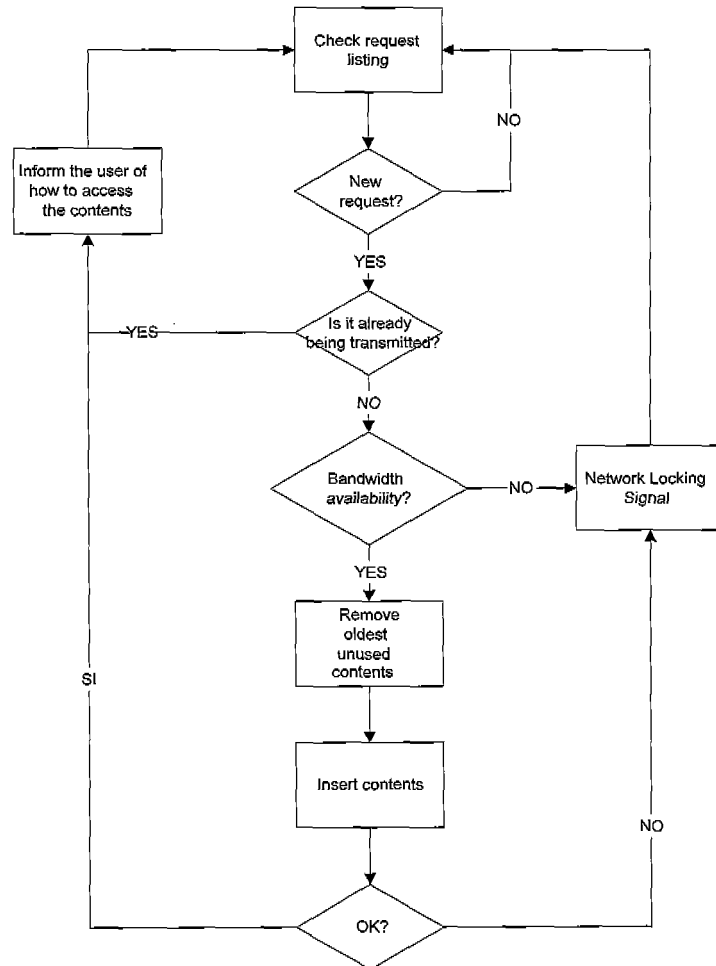 Check request
listing
NO
Inform the user of
how to access
the contents
New
request?
YES
Is it already
being transmitted?
YES
NO
Bandwidth
availability?
NO
Network Locking
Signal
YES
Remove
oldest
unused
contents
SI
Insert contents
NO
OK?